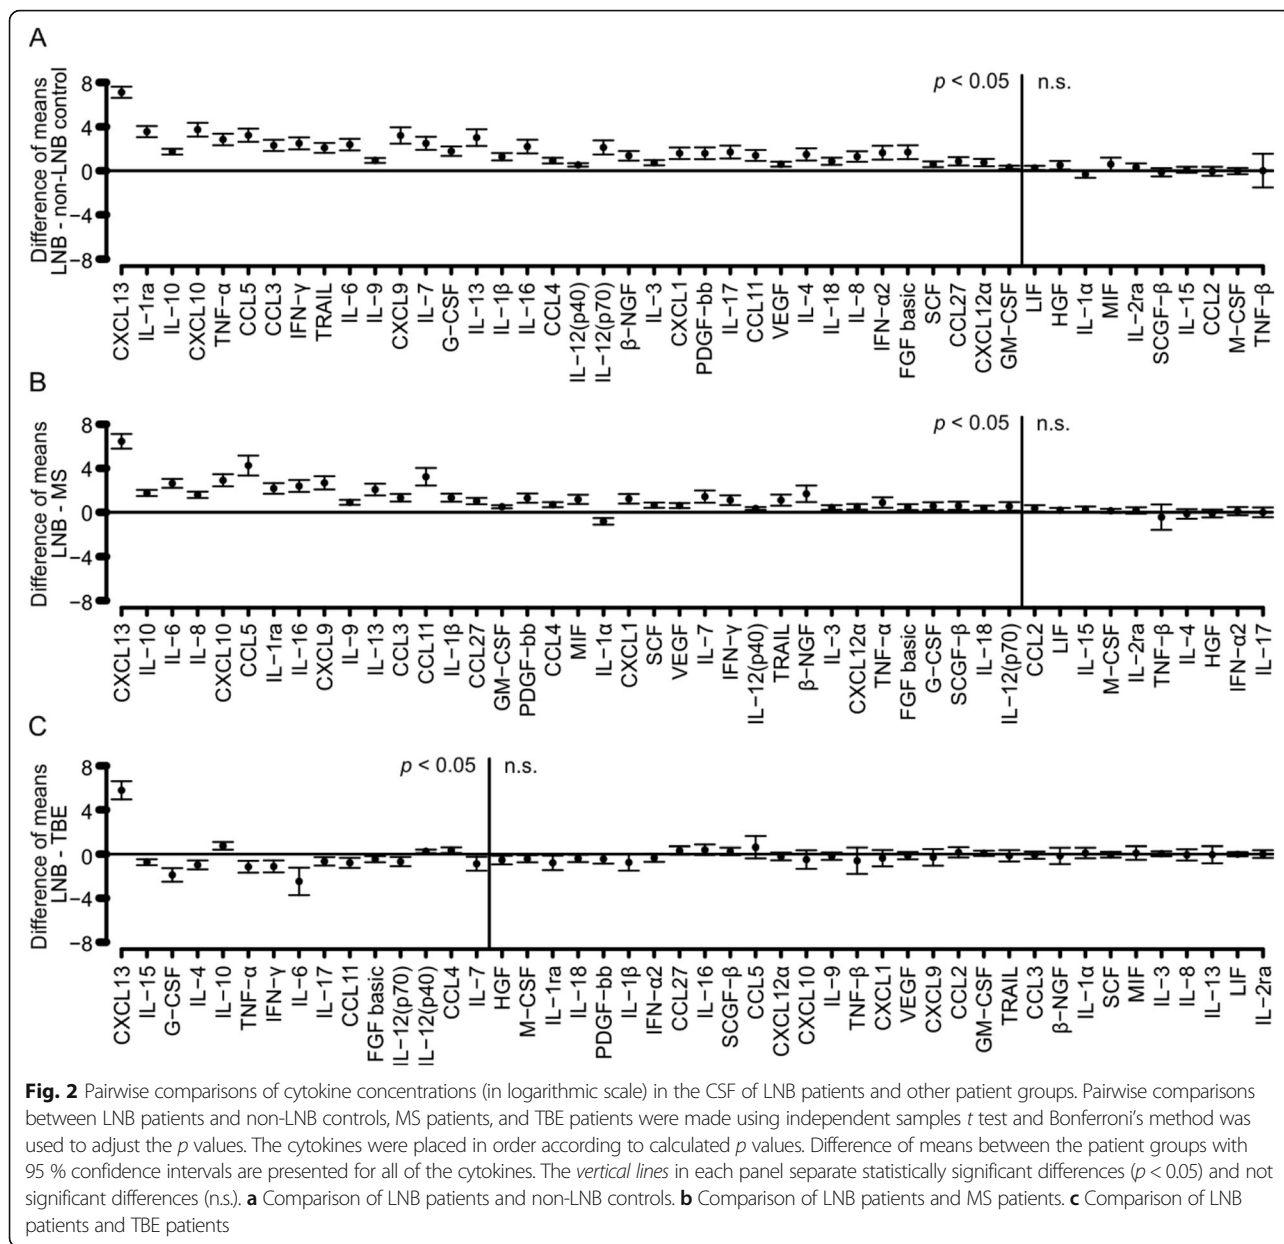 A
Difference of means
LNB - non-LNB control
8
4
0
−4
−8
p < 0.05
n.s.
CXCL13
IL−1ra
IL−10
CXCL10
TNF−α
CCL5
CCL3
IFN−γ
TRAIL
IL−6
IL−9
CXCL9
IL−7
G−CSF
IL−13
IL−1β
IL−16
CCL4
IL−12(p40)
IL−12(p70)
β−NGF
IL−3
CXCL1
PDGF−bb
IL−17
CCL11
VEGF
IL−4
IL−18
IL−8
IFN−α2
FGF basic
SCF
CCL27
CXCL12α
GM−CSF
LIF
HGF
IL−1α
MIF
IL−2ra
SCGF−β
IL−15
CCL2
M−CSF
TNF−β
B
Difference of means
LNB - MS
8
4
0
−4
−8
p < 0.05
n.s.
CXCL13
IL−10
IL−6
IL−8
CXCL10
CCL5
IL−1ra
IL−16
CXCL9
IL−9
IL−13
CCL3
CCL11
IL−1β
CCL27
GM−CSF
PDGF−bb
CCL4
MIF
IL−1α
CXCL1
SCF
VEGF
IL−7
IFN−γ
IL−12(p40)
TRAIL
β−NGF
IL−3
CXCL12α
TNF−α
FGF basic
G−CSF
SCGF−β
IL−18
IL−12(p70)
CCL2
LIF
IL−15
M−CSF
IL−2ra
TNF−β
IL−4
HGF
IFN−α2
IL−17
C
Difference of means
LNB - TBE
8
4
0
−4
−8
p < 0.05
n.s.
CXCL13
IL−15
G−CSF
IL−4
IL−10
TNF−α
IFN−γ
IL−6
IL−17
CCL11
FGF basic
IL−12(p70)
IL−12(p40)
CCL4
IL−7
HGF
M−CSF
IL−1ra
IL−18
PDGF−bb
IL−1β
IFN−α2
CCL27
IL−16
SCGF−β
CCL5
CXCL12α
CXCL10
IL−9
TNF−β
CXCL1
VEGF
CXCL9
CCL2
GM−CSF
TRAIL
CCL3
β−NGF
IL−1α
SCF
MIF
IL−3
IL−8
IL−13
LIF
IL−2ra
Fig. 2 Pairwise comparisons of cytokine concentrations (in logarithmic scale) in the CSF of LNB patients and other patient groups. Pairwise comparisons
between LNB patients and non-LNB controls, MS patients, and TBE patients were made using independent samples t test and Bonferroni's method was
used to adjust the p values. The cytokines were placed in order according to calculated p values. Difference of means between the patient groups with
95 % confidence intervals are presented for all of the cytokines. The vertical lines in each panel separate statistically significant differences (p < 0.05) and not
significant differences (n.s.). a Comparison of LNB patients and non-LNB controls. b Comparison of LNB patients and MS patients. c Comparison of LNB
patients and TBE patients